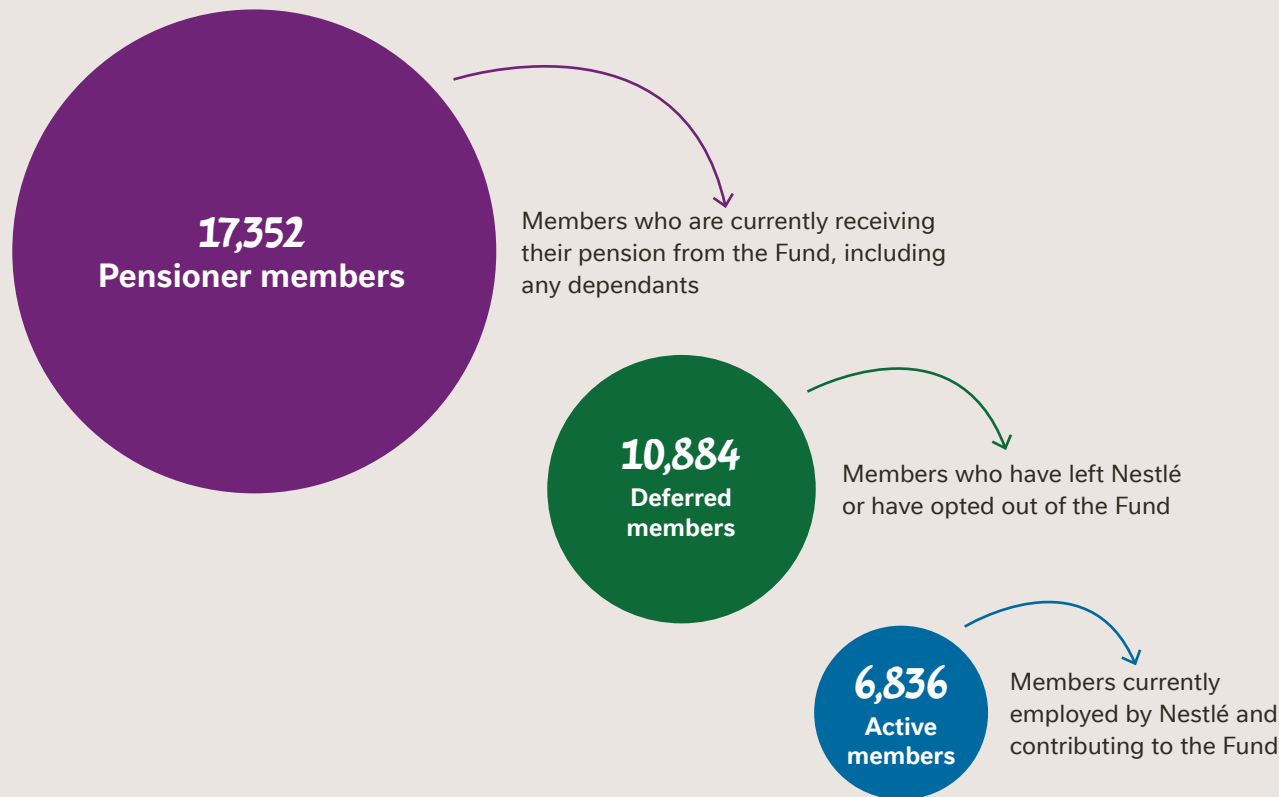 17,352
Pensioner members
Members who are currently receiving
their pension from the Fund, including
any dependants
10,884
Deferred
members
Members who have left Nestlé
or have opted out of the Fund
6,836
Active
members
Members currently
employed by Nestlé and
contributing to the Fund